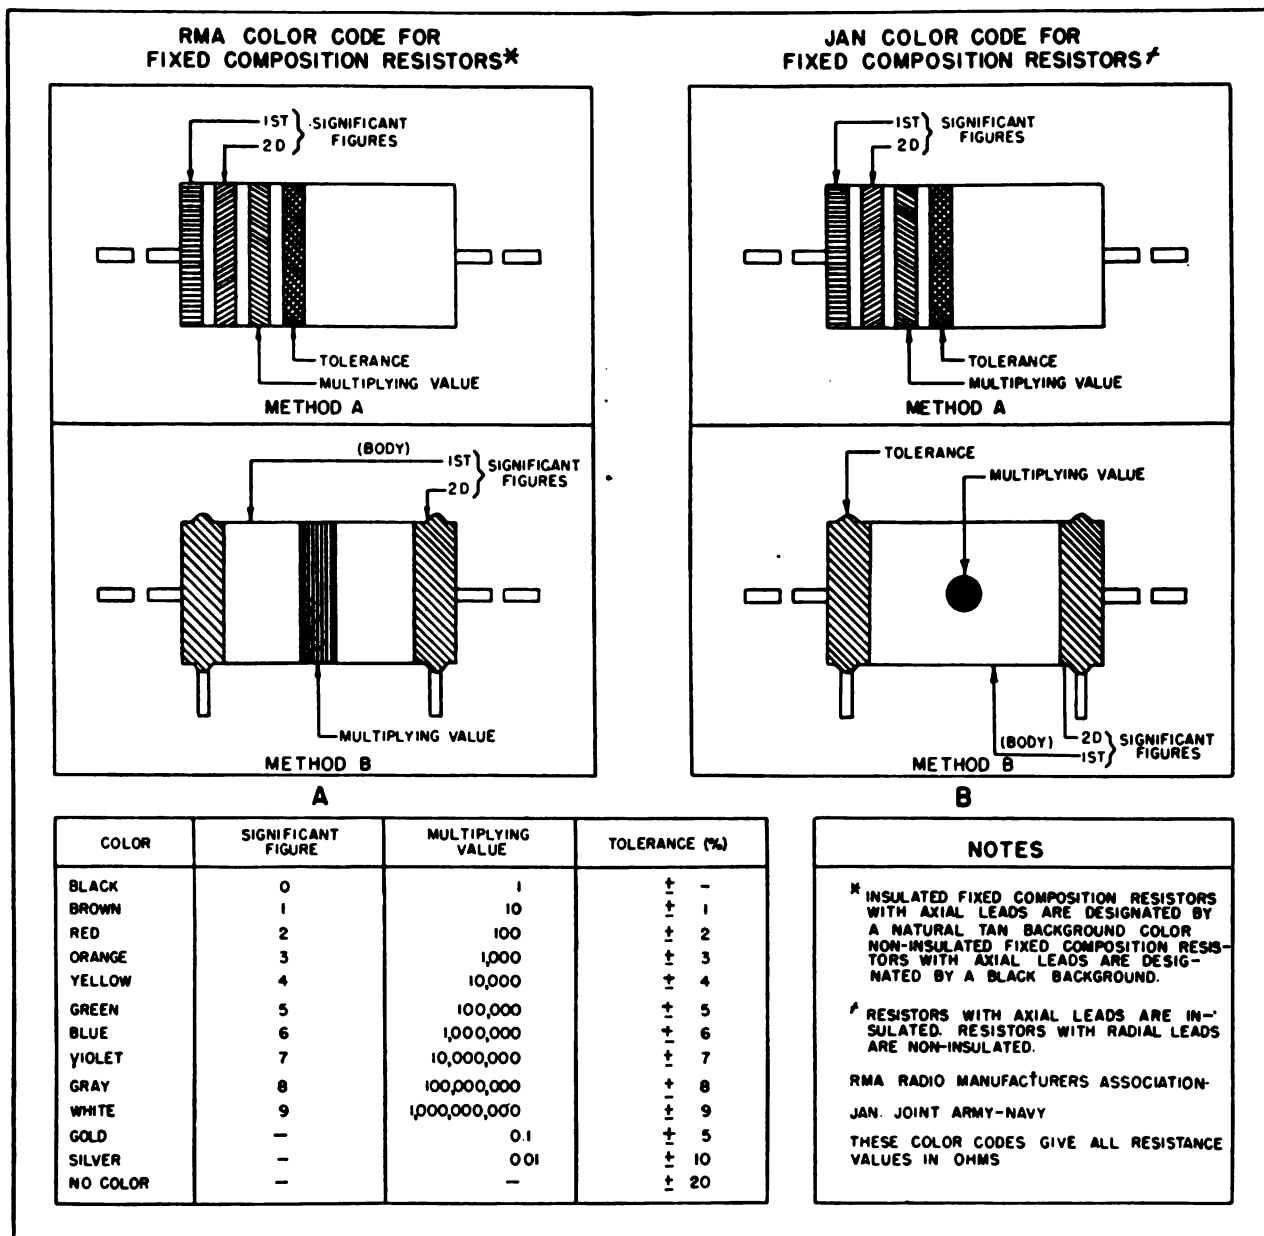 RMA COLOR CODE FOR
FIXED COMPOSITION RESISTORS*
1ST
2D
SIGNIFICANT
FIGURES
TOLERANCE
MULTIPLYING VALUE
METHOD A
(BODY)
1ST
2D
SIGNIFICANT
FIGURES
MULTIPLYING VALUE
METHOD B
A
JAN COLOR CODE FOR
FIXED COMPOSITION RESISTORS≠
1ST
2D
SIGNIFICANT
FIGURES
TOLERANCE
MULTIPLYING VALUE
METHOD A
TOLERANCE
MULTIPLYING VALUE
(BODY)
2D
1ST
SIGNIFICANT
FIGURES
METHOD B
B
COLOR SIGNIFICANT FIGURE MULTIPLYING VALUE TOLERANCE (%)
BLACK 0 1 ± –
BROWN 1 10 ± 1
RED 2 100 ± 2
ORANGE 3 1,000 ± 3
YELLOW 4 10,000 ± 4
GREEN 5 100,000 ± 5
BLUE 6 1,000,000 ± 6
VIOLET 7 10,000,000 ± 7
GRAY 8 100,000,000 ± 8
WHITE 9 1,000,000,000 ± 9
GOLD – 0.1 ± 5
SILVER – 0 01 ± 10
NO COLOR – – ± 20
NOTES
* INSULATED FIXED COMPOSITION RESISTORS
WITH AXIAL LEADS ARE DESIGNATED BY
A NATURAL TAN BACKGROUND COLOR
NON-INSULATED FIXED COMPOSITION RESIS-
TORS WITH AXIAL LEADS ARE DESIG-
NATED BY A BLACK BACKGROUND.
≠ RESISTORS WITH AXIAL LEADS ARE IN-
SULATED. RESISTORS WITH RADIAL LEADS
ARE NON-INSULATED.
RMA RADIO MANUFACTURERS ASSOCIATION-
JAN. JOINT ARMY-NAVY
THESE COLOR CODES GIVE ALL RESISTANCE
VALUES IN OHMS